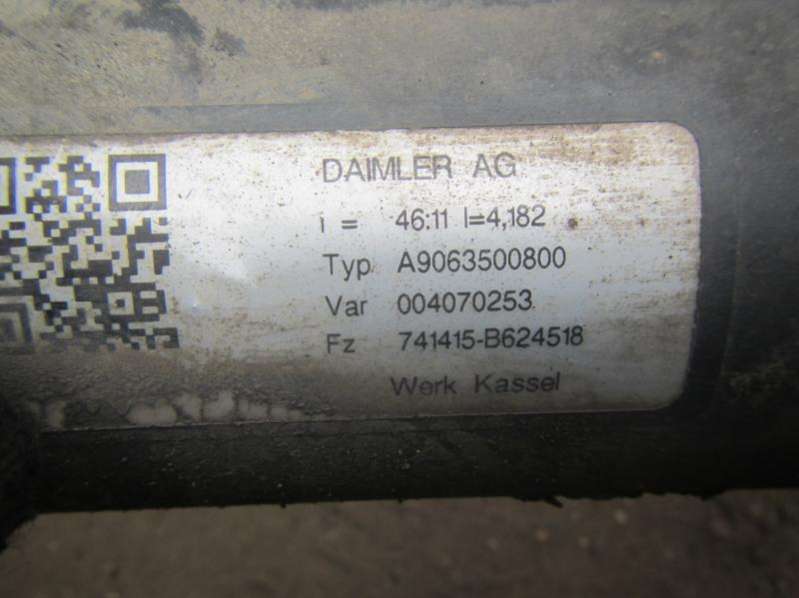 DAIMLER AG
i = 46:11 I=4,182
Typ A9063500800
Var 004070253
Fz 741415-B624518
Werk Kassel